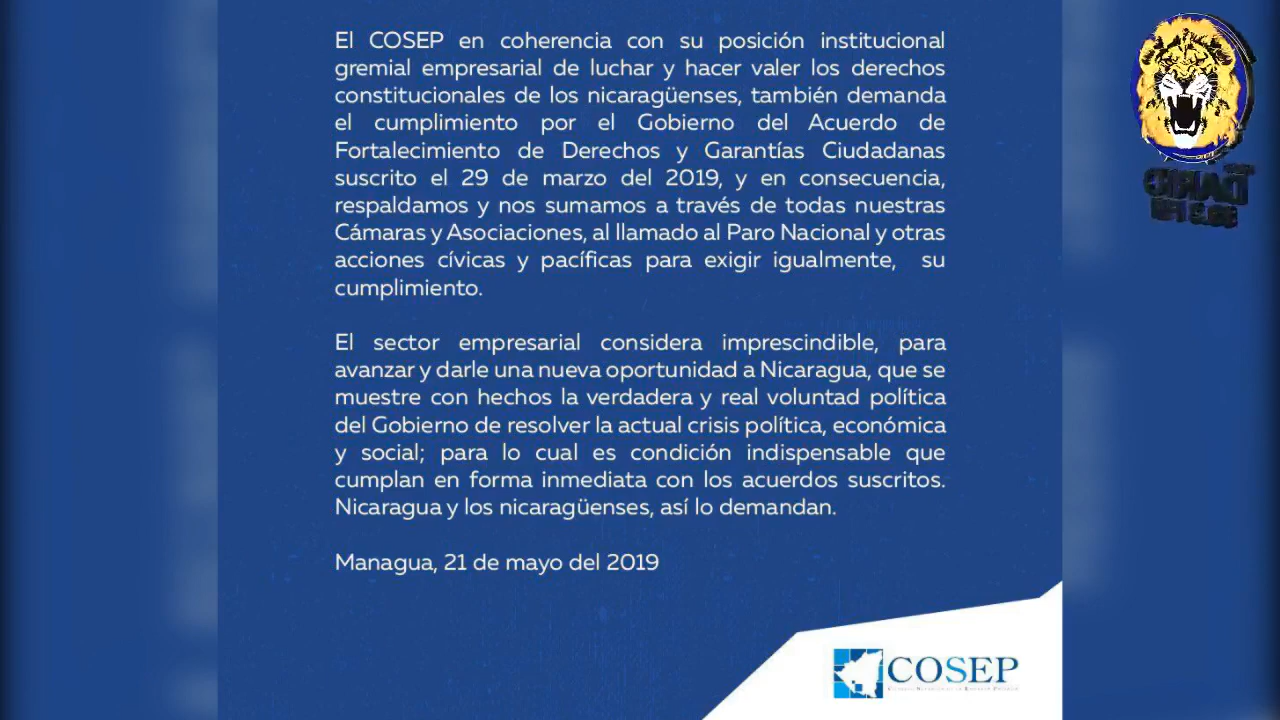 El COSEP en coherencia con su posición institucional
gremial empresarial de luchar y hacer valer los derechos
constitucionales de los nicaragüenses, también demanda
el cumplimiento por el Gobierno del Acuerdo de
Fortalecimiento de Derechos y Garantías Ciudadanas
suscrito el 29 de marzo del 2019, y en consecuencia,
respaldamos y nos sumamos a través de todas nuestras
Cámaras y Asociaciones, al llamado al Paro Nacional y otras
acciones cívicas y pacíficas para exigir igualmente, su
cumplimiento.
El sector empresarial considera imprescindible, para
avanzar y darle una nueva oportunidad a Nicaragua, que se
muestre con hechos la verdadera y real voluntad política
del Gobierno de resolver la actual crisis política, económica
y social; para lo cual es condición indispensable que
cumplan en forma inmediata con los acuerdos suscritos.
Nicaragua y los nicaragüenses, así lo demandan.
Managua, 21 de mayo del 2019
COSEP